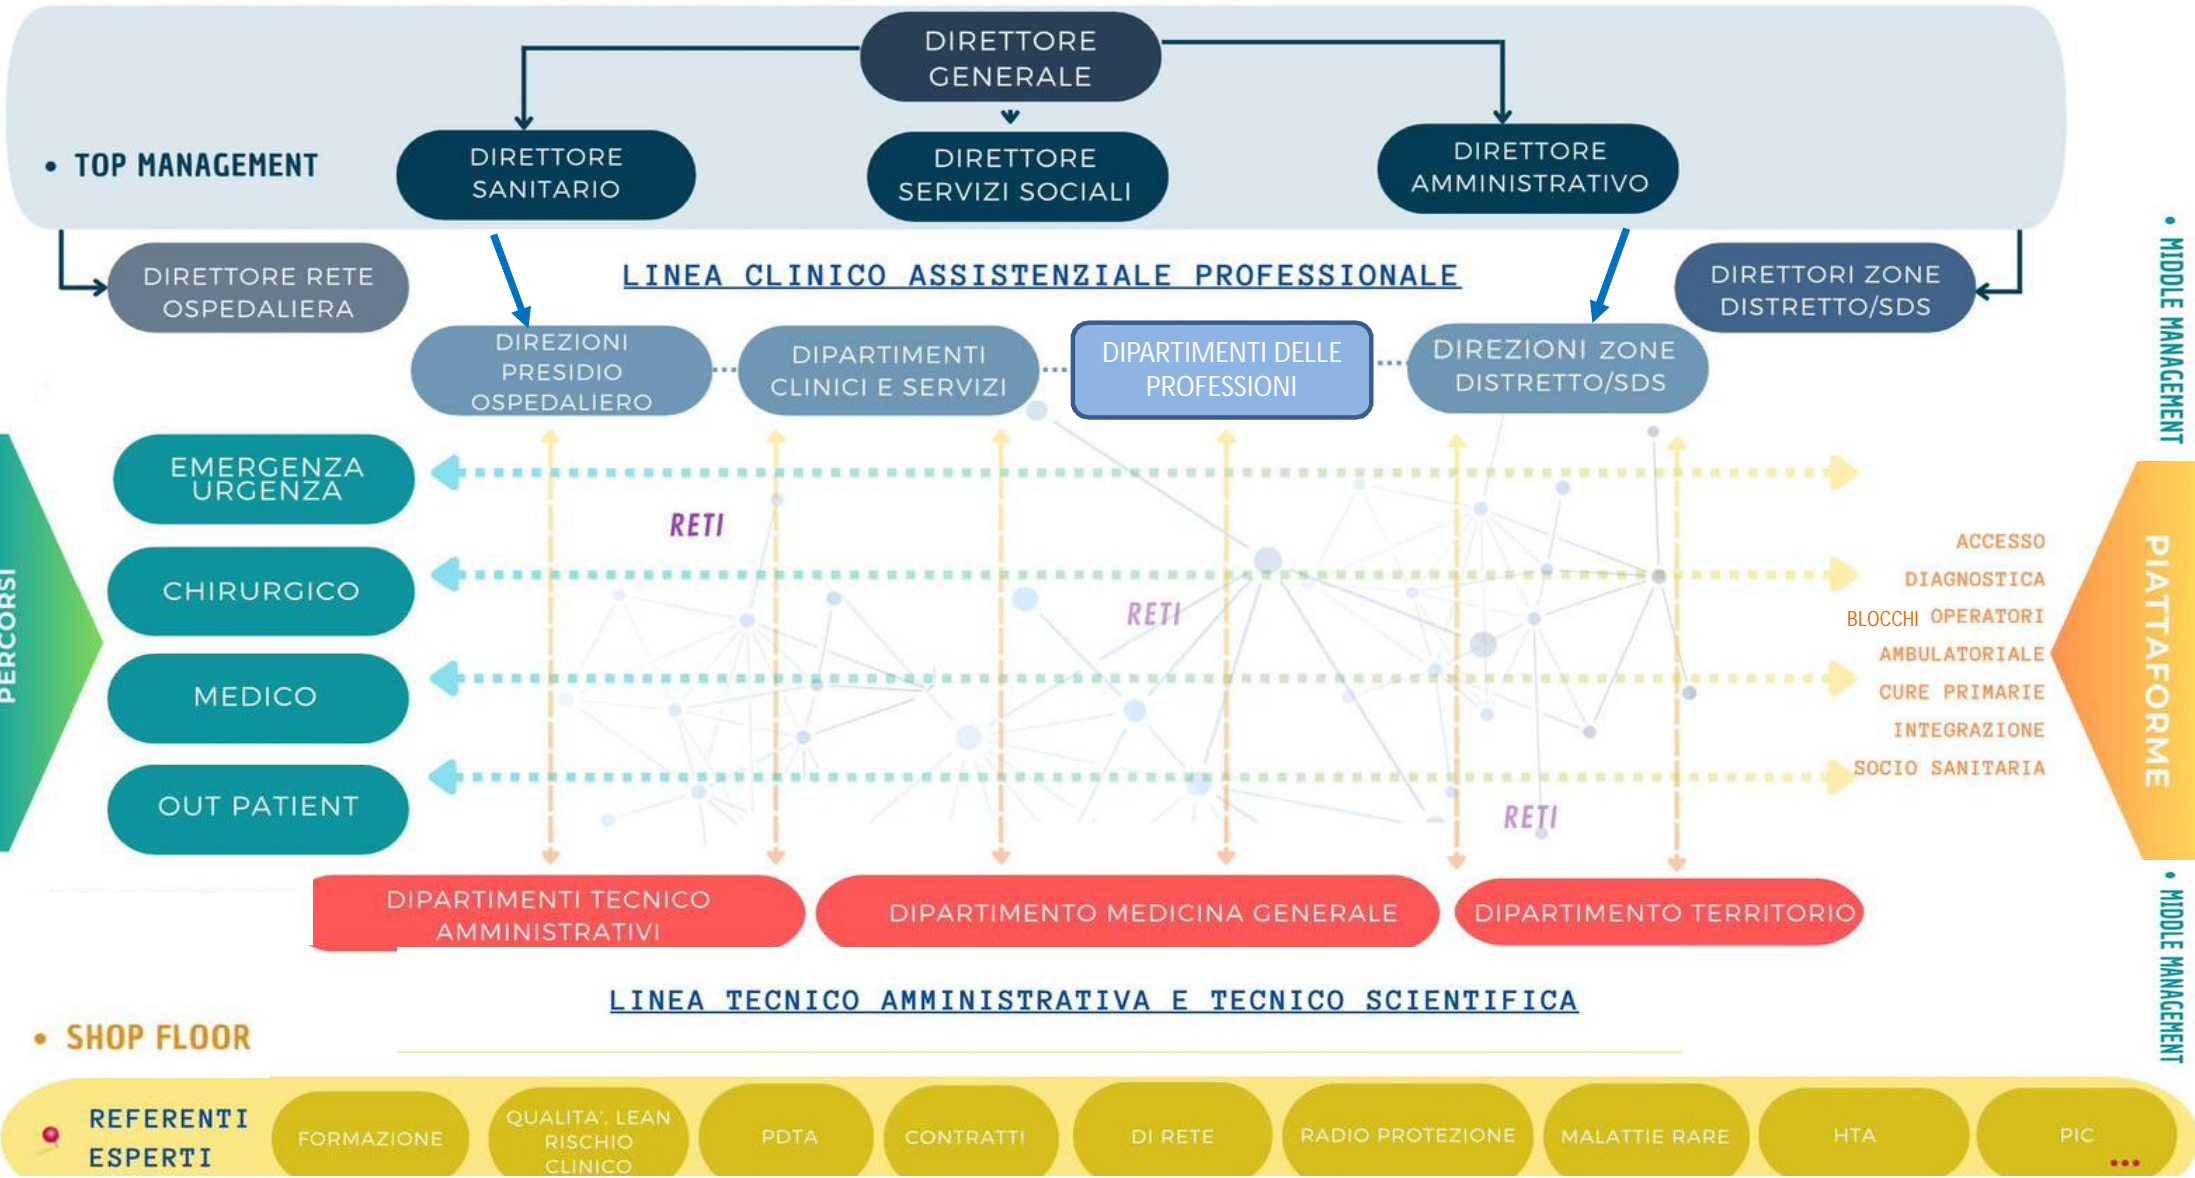 DIRETTORE
GENERALE
• TOP MANAGEMENT
DIRETTORE
SANITARIO
DIRETTORE
SERVIZI SOCIALI
DIRETTORE
AMMINISTRATIVO
• MIDDLE MANAGEMENT
DIRETTORE RETE
OSPEDALIERA
LINEA CLINICO ASSISTENZIALE PROFESSIONALE
DIRETTORI ZONE
DISTRETTO/SDS
DIREZIONI
PRESIDIO
OSPEDALIERO
DIPARTIMENTI
CLINICI E SERVIZI
DIPARTIMENTI DELLE
PROFESSIONI
DIREZIONI ZONE
DISTRETTO/SDS
PERCORSI
EMERGENZA
URGENZA
CHIRURGICO
MEDICO
OUT PATIENT
RETI
RETI
RETI
ACCESSO
DIAGNOSTICA
BLOCCHI OPERATORI
AMBULATORIALE
CURE PRIMARIE
INTEGRAZIONE
SOCIO SANITARIA
PIATTAFORME
DIPARTIMENTI TECNICO
AMMINISTRATIVI
DIPARTIMENTO MEDICINA GENERALE
DIPARTIMENTO TERRITORIO
• MIDDLE MANAGEMENT
LINEA TECNICO AMMINISTRATIVA E TECNICO SCIENTIFICA
• SHOP FLOOR
REFERENTI
ESPERTI
FORMAZIONE
QUALITA', LEAN
RISCHIO
CLINICO
PDTA
CONTRATTI
DI RETE
RADIO PROTEZIONE
MALATTIE RARE
HTA
PIC
...